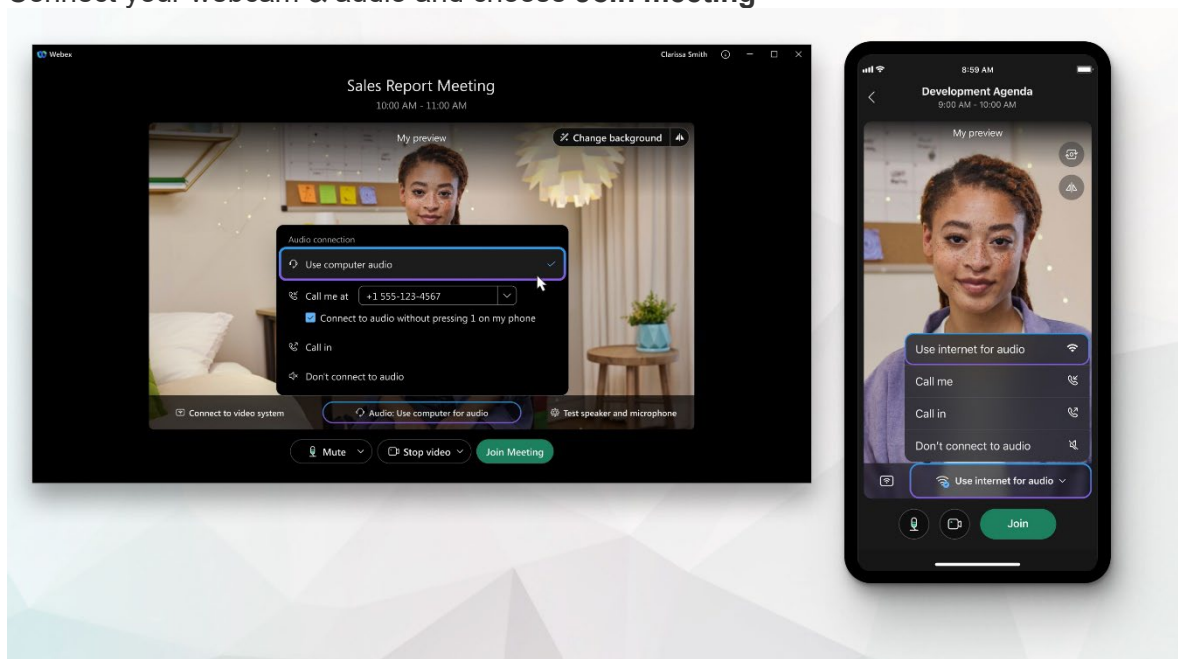 Connect your webcam & audio and choose Join meeting
Webex
Clarissa Smith
Sales Report Meeting
10:00 AM - 11:00 AM
My preview
Change background
Audio connection
Use computer audio
Call me at
+1 555-123-4567
Connect to audio without pressing 1 on my phone
Call in
Don't connect to audio
Connect to video system
Audio: Use computer for audio
Test speaker and microphone
Mute
Stop video
Join Meeting
8:59 AM
Development Agenda
9:00 AM - 10:00 AM
My preview
Use internet for audio
Call me
Call in
Don't connect to audio
Use internet for audio
Join